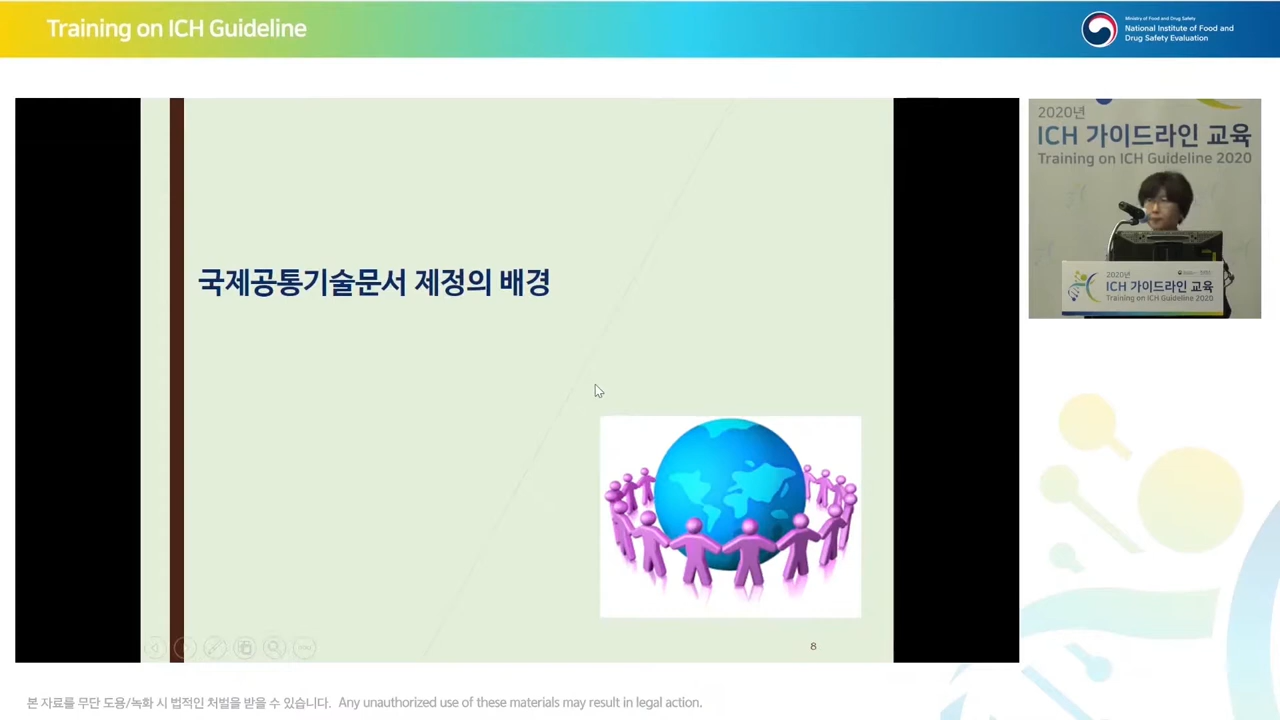 Training on ICH Guideline
Ministry of Food and Drug Safety
National Institute of Food and
Drug Safety Evaluation
국제공통기술문서 제정의 배경
8
2020년
ICH 가이드라인 교육
Training on ICH Guideline 2020
2020년
ICH 가이드라인 교육
Training on ICH Guideline 2020
본 자료를 무단 도용/녹화 시 법적인 처벌을 받을 수 있습니다. Any unauthorized use of these materials may result in legal action.